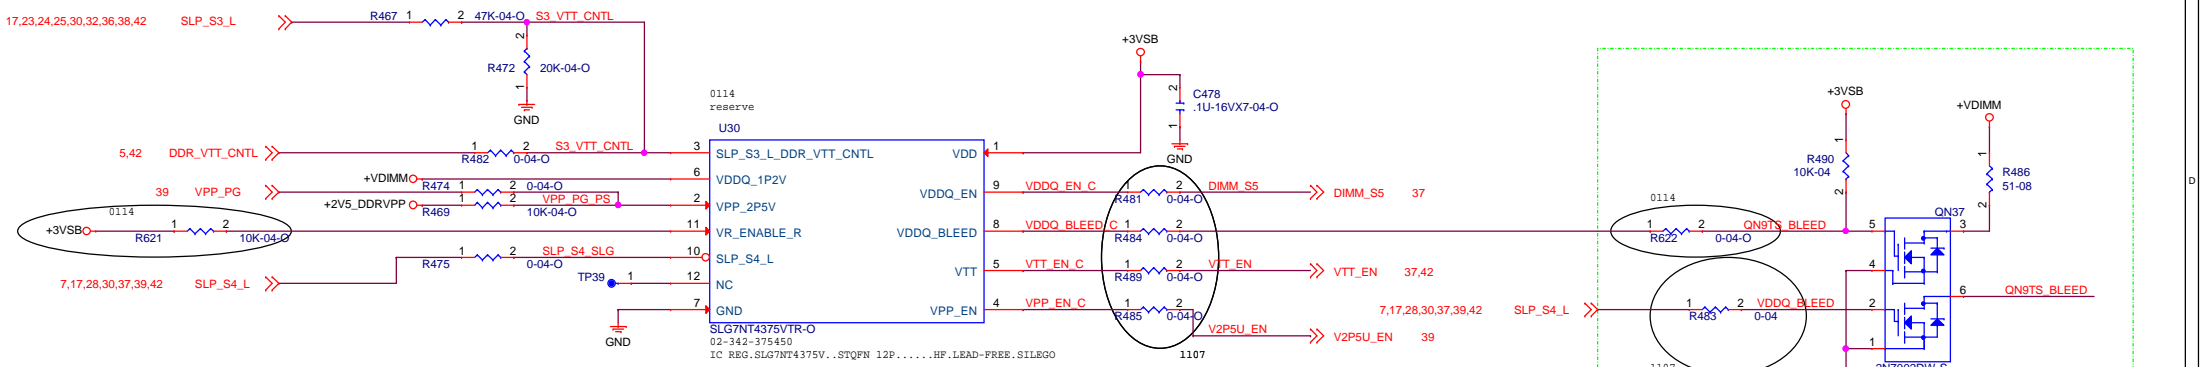 17,23,24,25,30,32,36,38,42 SLP_S3_L R467 1 2 47K-04-O S3_VTT_CNTL
2
R472 20K-04-O
1
GND
+3VSB
2
C478
.1U-16VX7-04-O
1
GND
0114
reserve
U30
5,42 DDR_VTT_CNTL 1 2 S3_VTT_CNTL 3 SLP_S3_L_DDR_VTT_CNTL VDD 1
R482 0-04-O
+VDIMM 6 VDDQ_1P2V
39 VPP_PG R474 1 2 0-04-O
VDDQ_EN 9 VDDQ_EN_C 1 2 DIMM_S5 DIMM_S5 37
R481 0-04-O
+2V5_DDRVPP R469 1 2 VPP_PG_PS 2 VPP_2P5V
10K-04-O
0114
+3VSB 1 2 11 VR_ENABLE_R
R621 10K-04-O
VDDQ_BLEED 8 VDDQ_BLEED_C 1 2
R484 0-04-O
1 2 SLP_S4_SLG 10 SLP_S4_L
R475 0-04-O
VTT 5 VTT_EN_C 1 2 VTT_EN VTT_EN 37,42
R489 0-04-O
7,17,28,30,37,39,42 SLP_S4_L TP39 1 12 NC
7 GND
GND
VPP_EN 4 VPP_EN_C 1 2
R485 0-04-O
V2P5U_EN V2P5U_EN 39
SLG7NT4375VTR-O
02-342-375450
IC REG.SLG7NT4375V..STQFN 12P......HF.LEAD-FREE.SILEGO
1107
+3VSB
+VDIMM
1
R490
10K-04
2
1
R486
51-08
2
0114
1 2 QN9TS_BLEED 5
R622 0-04-O
QN37
3
4
7,17,28,30,37,39,42 SLP_S4_L 1 2 VDDQ_BLEED 2
R483 0-04
6 QN9TS_BLEED
1
1107
2N7002DW-S
D